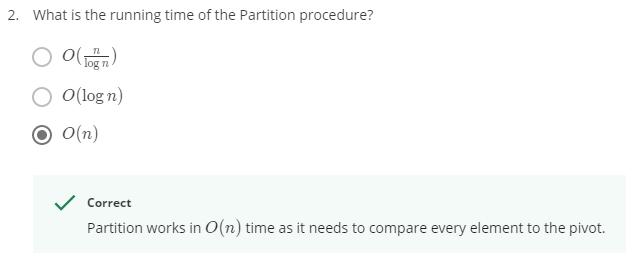 2. What is the running time of the Partition procedure?
O(n/log n)
O(log n)
O(n)
Correct
Partition works in O(n) time as it needs to compare every element to the pivot.